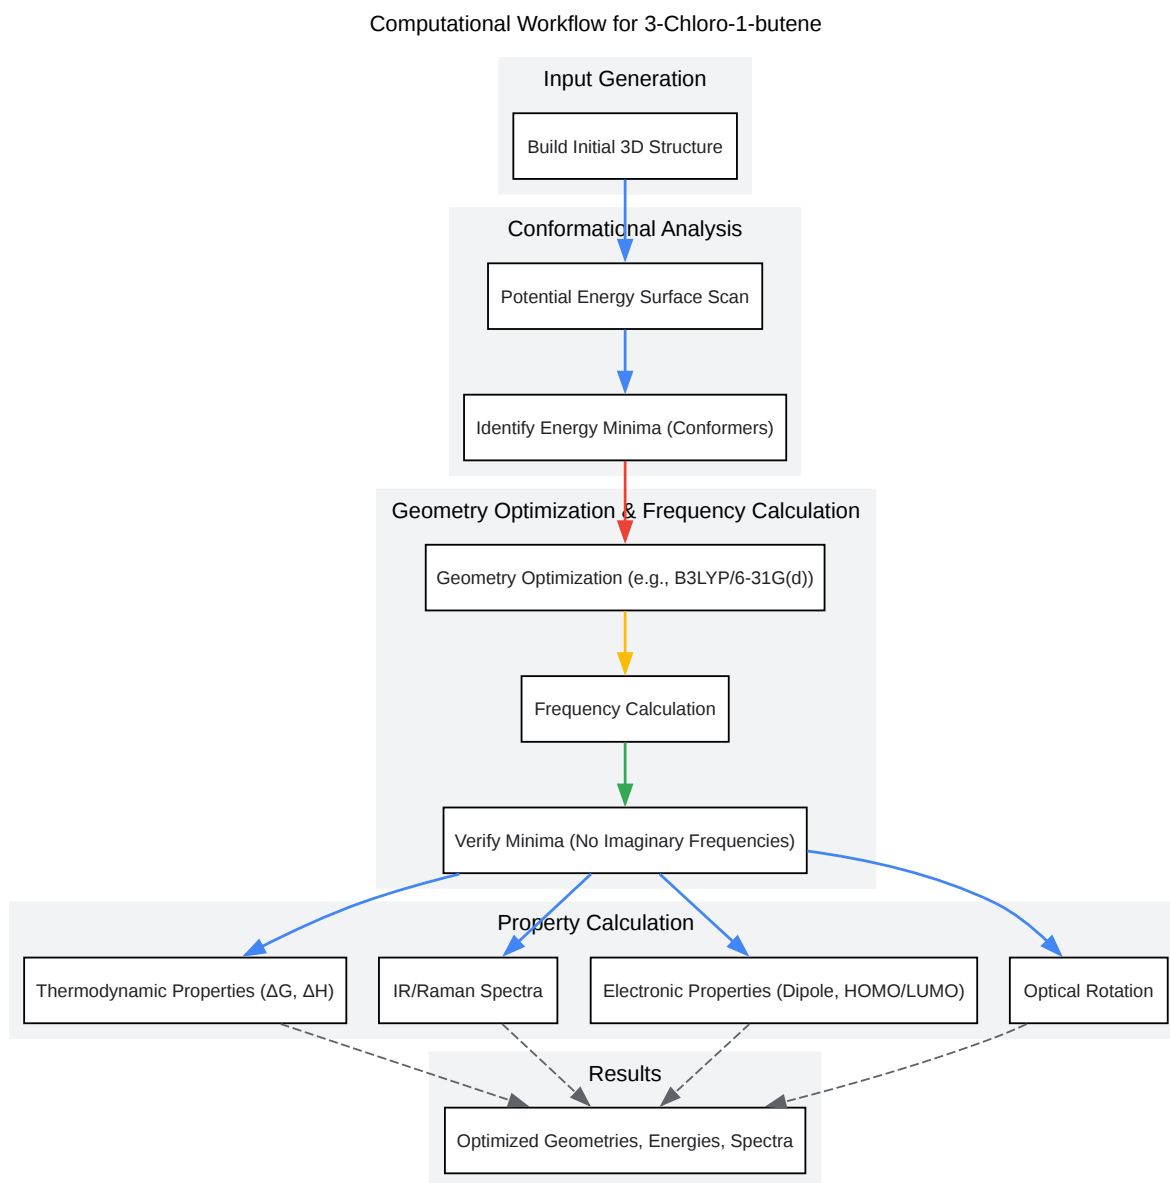 Computational Workflow for 3-Chloro-1-butene
Input Generation
Build Initial 3D Structure
Conformational Analysis
Potential Energy Surface Scan
Identify Energy Minima (Conformers)
Geometry Optimization & Frequency Calculation
Geometry Optimization (e.g., B3LYP/6-31G(d))
Frequency Calculation
Verify Minima (No Imaginary Frequencies)
Property Calculation
Thermodynamic Properties (ΔG, ΔH)
IR/Raman Spectra
Electronic Properties (Dipole, HOMO/LUMO)
Optical Rotation
Results
Optimized Geometries, Energies, Spectra